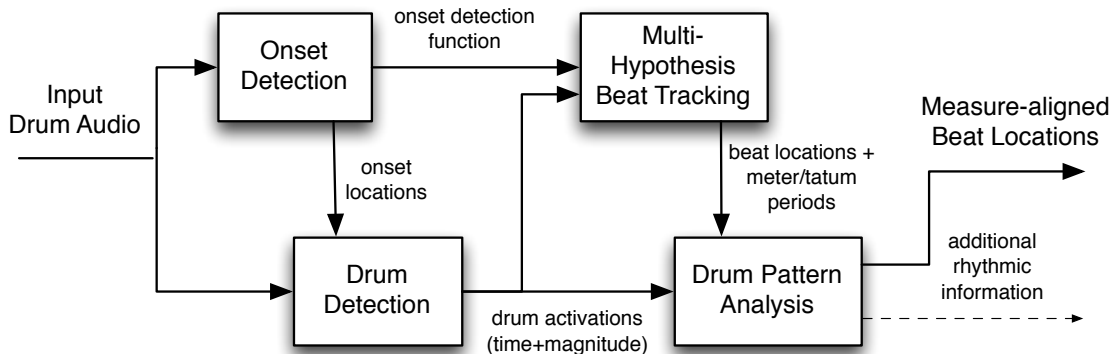 onset detection
function
Onset
Detection
Multi-
Hypothesis
Beat Tracking
Input
Drum Audio
Measure-aligned
Beat Locations
onset
locations
beat locations +
meter/tatum
periods
Drum
Detection
Drum Pattern
Analysis
additional
rhythmic
information
drum activations
(time+magnitude)